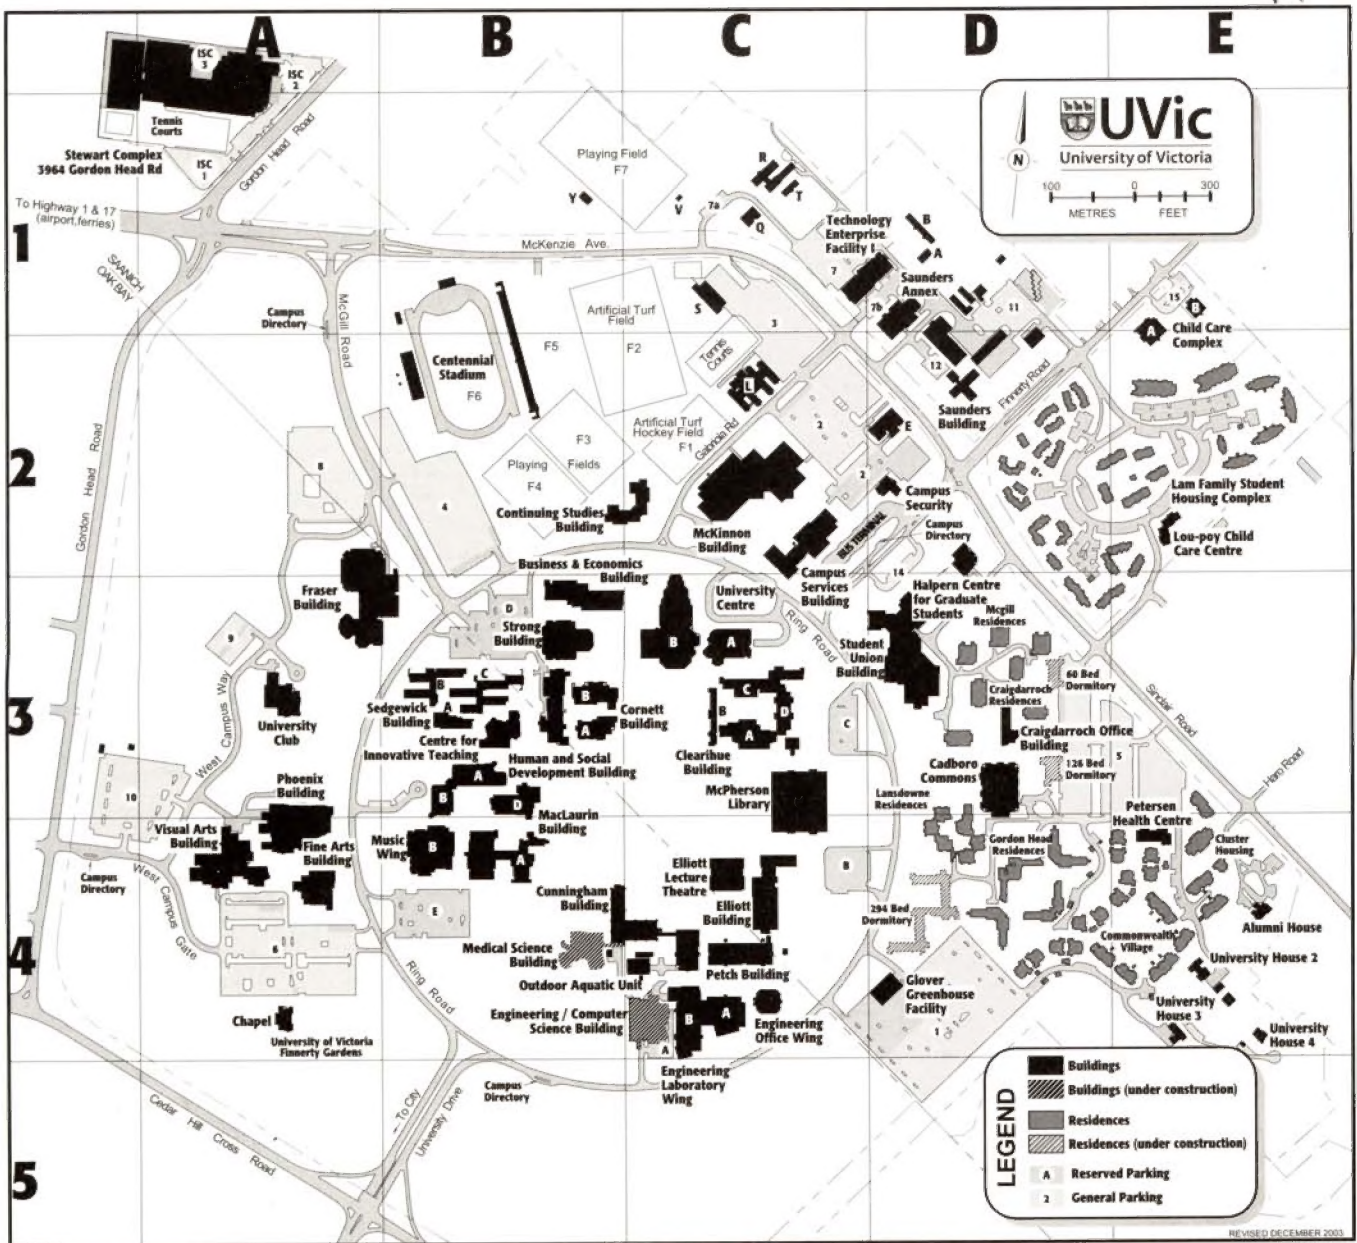 A
B
C
D
E
1
2
3
4
5
UVic
University of Victoria
N
100
0
300
METRES
FEET
ISC
3
ISC
2
Tennis
Courts
Stewart Complex
3964 Gordon Head Rd
ISC
1
Gordon Head Road
To Highway 1 & 17
(airport,ferries)
SAANICH
OAK BAY
McKenzie Ave.
Playing Field
F7
Y
V
R
T
7a
Q
Technology
Enterprise
Facility I
B
A
7
Saunders
Annex
7b
11
15
B
A
Child Care
Complex
Campus
Directory
McGill Road
Centennial
Stadium
F6
F5
Artificial Turf
Field
F2
S
3
Tennis
Courts
L
12
Finnerty Road
Saunders
Building
Artificial Turf
Hockey Field
F1
Gabriola Rd
2
E
F3
Playing
Fields
F4
Gordon Head Road
8
4
Continuing Studies
Building
McKinnon
Building
2
Campus
Security
Campus
Directory
BUS TERMINAL
Lam Family Student
Housing Complex
Lou-poy Child
Care Centre
Business & Economics
Building
Campus
Services
Building
14
Halpern Centre
for Graduate
Students
Fraser
Building
University
Centre
Ring Road
McGill
Residences
D
Strong
Building
B
A
Student
Union
Building
9
60 Bed
Dormitory
C
B
A
Sedgewick
Building
B
Cornett
Building
A
C
B
D
A
Clearihue
Building
C
Craigdarroch
Residences
Craigdarroch Office
Building
Sinclair Road
University
Club
West Campus Way
Centre for
Innovative Teaching
Human and Social
Development Building
Cadboro
Commons
126 Bed
Dormitory
5
Haro Road
Phoenix
Building
10
A
B
D
MacLaurin
Building
McPherson
Library
Lansdowne
Residences
Petersen
Health Centre
Visual Arts
Building
Fine Arts
Building
Music
Wing
B
A
Gordon Head
Residences
Cluster
Housing
Campus
Directory
West Campus Gate
Elliott
Lecture
Theatre
B
Cunningham
Building
Elliott
Building
294 Bed
Dormitory
E
Alumni House
Commonwealth
Village
6
Medical Science
Building
Petch Building
University House 2
Ring Road
Outdoor Aquatic Unit
Glover
Greenhouse
Facility
University
House 3
Chapel
University of Victoria
Finnerty Gardens
Engineering / Computer
Science Building
B
A
Engineering
Office Wing
1
University
House 4
A
Engineering
Laboratory
Wing
Campus
Directory
To City
University Drive
Cedar Hill Cross Road
LEGEND
Buildings
Buildings (under construction)
Residences
Residences (under construction)
A
Reserved Parking
2
General Parking
REVISED DECEMBER 2003